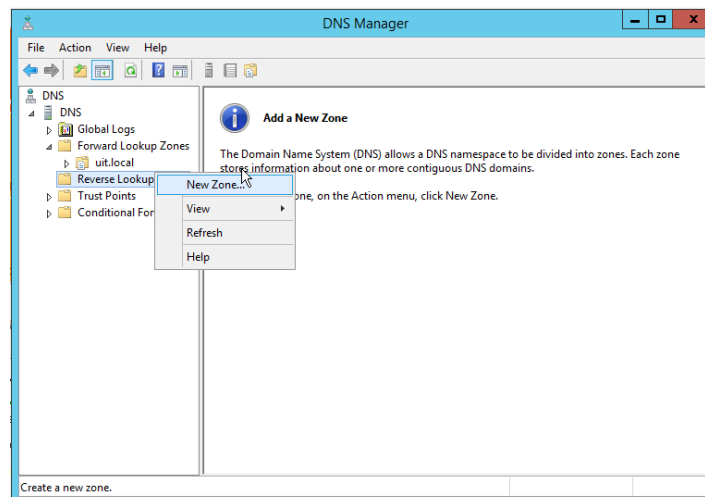 DNS Manager
X
File Action View Help
DNS
DNS
Global Logs
Forward Lookup Zones
uit.local
Reverse Lookup
Trust Points
Conditional For
Add a New Zone
The Domain Name System (DNS) allows a DNS namespace to be divided into zones. Each zone
stores information about one or more contiguous DNS domains.
one, on the Action menu, click New Zone.
New Zone...
View
Refresh
Help
Create a new zone.